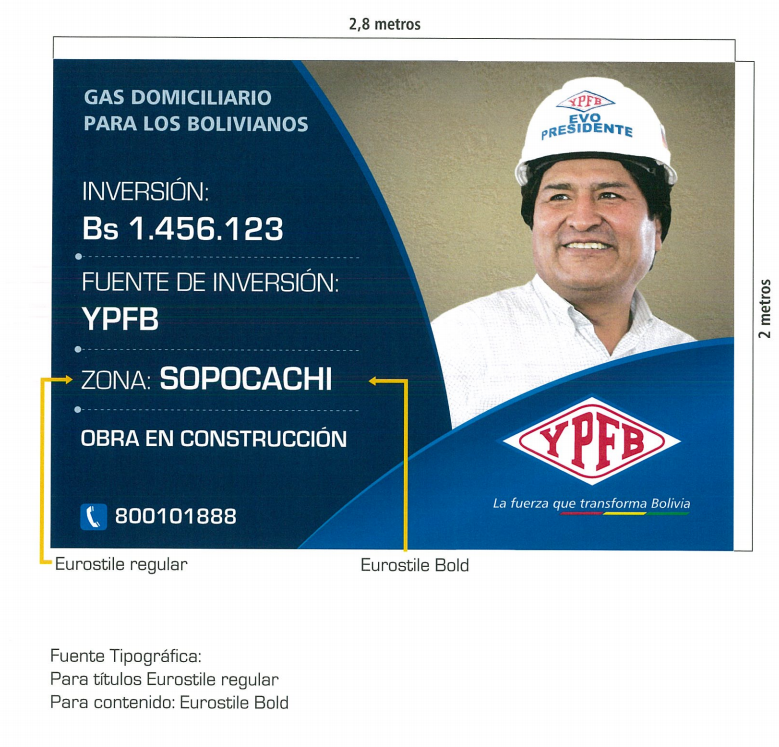 2,8 metros
GAS DOMICILIARIO
PARA LOS BOLIVIANOS
YPFB
EVO
PRESIDENTE
INVERSIÓN:
Bs 1.456.123
FUENTE DE INVERSIÓN:
YPFB
2 metros
ZONA: SOPOCACHI
OBRA EN CONSTRUCCIÓN
YPFB
La fuerza que transforma Bolivia
800101888
Eurostile regular
Eurostile Bold
Fuente Tipográfica:
Para títulos Eurostile regular
Para contenido: Eurostile Bold